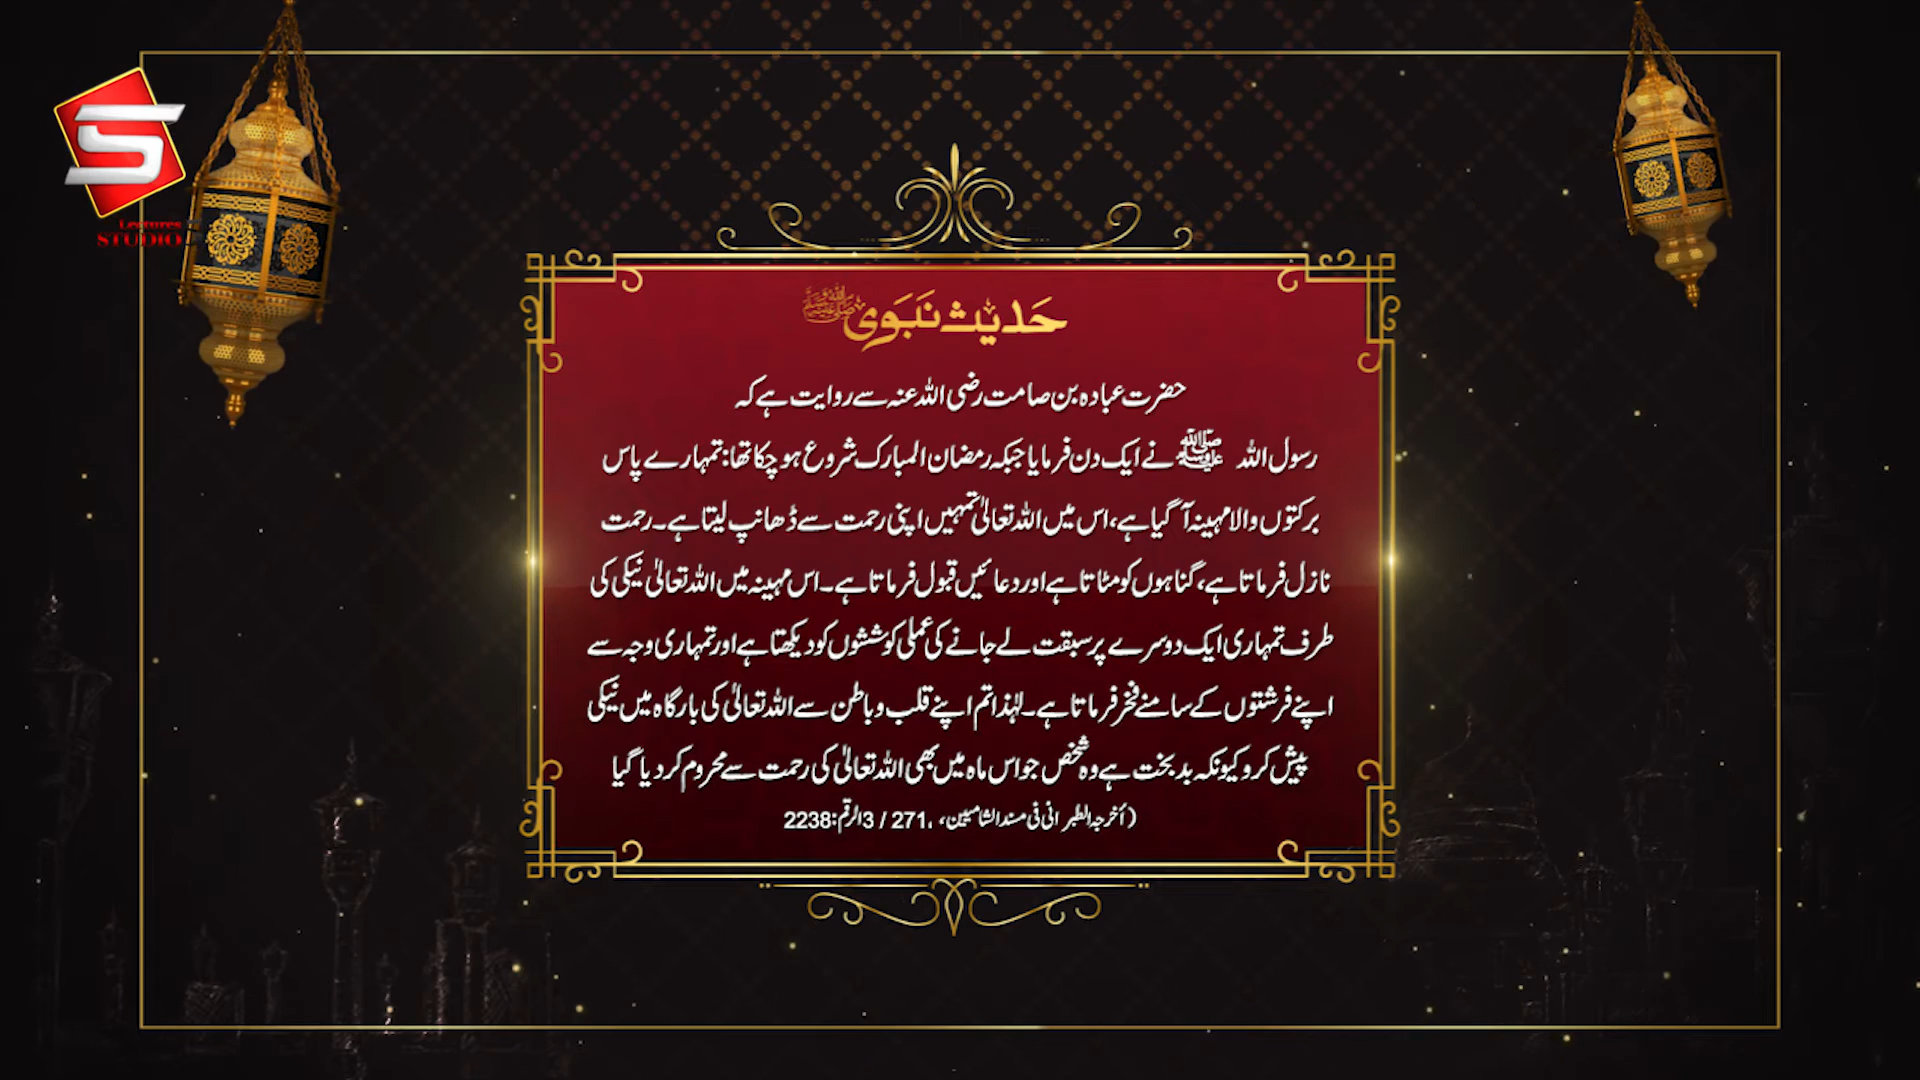 Lectures
STUDIO
حَدیث نَبَوی ﷺ
حضرت عبادہ بن صامت رضی اللہ عنہ سے روایت ہے کہ
رسول اللہ ﷺ نے ایک دن فرمایا جبکہ رمضان المبارک شروع ہو چکا تھا: تمہارے پاس
برکتوں والا مہینہ آ گیا ہے، اس میں اللہ تعالیٰ تمہیں اپنی رحمت سے ڈھانپ لیتا ہے۔ رحمت
نازل فرماتا ہے، گناہوں کو مٹاتا ہے اور دعائیں قبول فرماتا ہے۔ اس مہینہ میں اللہ تعالیٰ نیکی کی
طرف تمہاری ایک دوسرے پر سبقت لے جانے کی عملی کوششوں کو دیکھتا ہے اور تمہاری وجہ سے
اپنے فرشتوں کے سامنے فخر فرماتا ہے۔ لہٰذا تم اپنے قلب و باطن سے اللہ تعالیٰ کی بارگاہ میں نیکی
پیش کرو کیونکہ بدبخت ہے وہ شخص جو اس ماہ میں بھی اللہ تعالیٰ کی رحمت سے محروم کر دیا گیا
(أخرجہ الطبرانی فی مسند الشامیین، ،271 / 3 الرقم: 2238